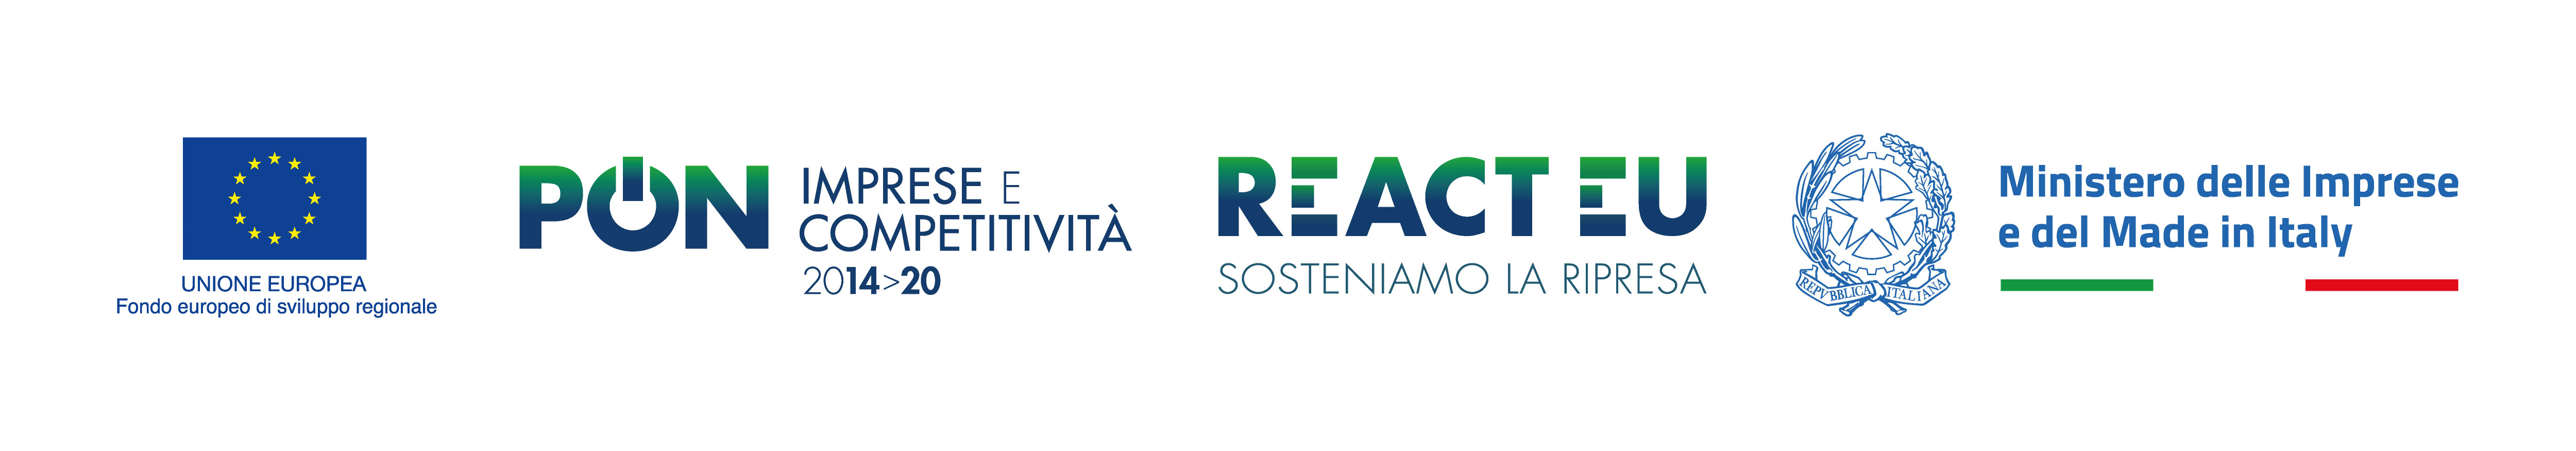 UNIONE EUROPEA
Fondo europeo di sviluppo regionale
PON
IMPRESE E
COMPETITIVITÀ
2014>20
REACT EU
SOSTENIAMO LA RIPRESA
REPVBBLICA ITALIANA
Ministero delle Imprese
e del Made in Italy